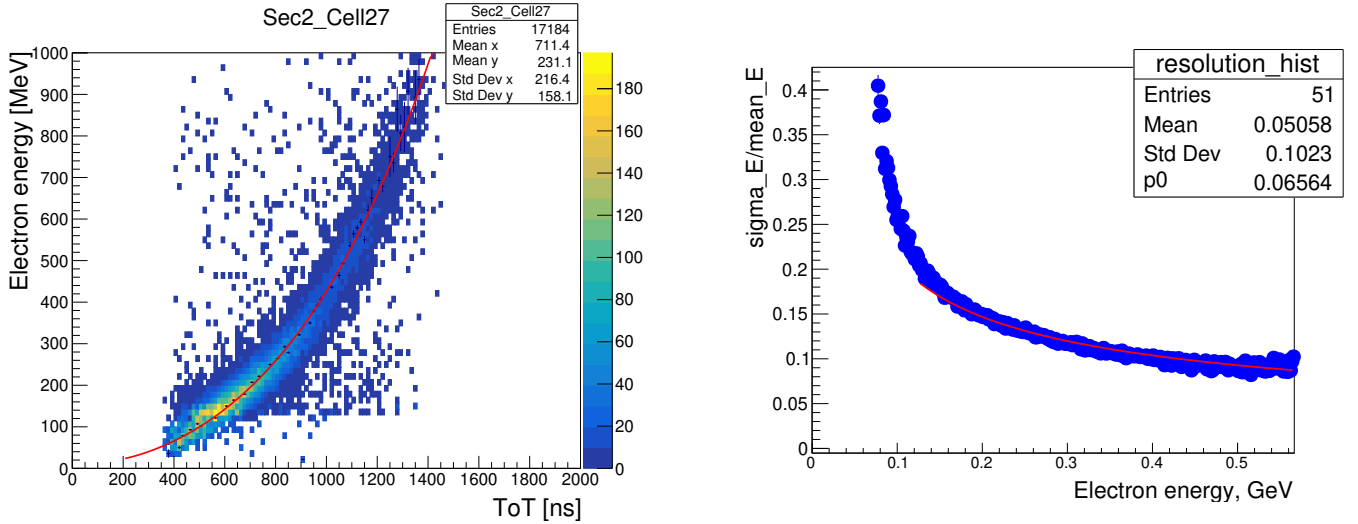 Sec2_Cell27
Sec2_Cell27
Entries 17184
Mean x 711.4
Mean y 231.1
Std Dev x 216.4
Std Dev y 158.1
Electron energy [MeV]
1000
900
800
700
600
500
400
300
200
100
0
0 200 400 600 800 1000 1200 1400 1600 1800 2000
ToT [ns]
180
160
140
120
100
80
60
40
20
0
resolution_hist
Entries 51
Mean 0.05058
Std Dev 0.1023
p0 0.06564
sigma_E/mean_E
0.4
0.35
0.3
0.25
0.2
0.15
0.1
0.05
0
0 0.1 0.2 0.3 0.4 0.5
Electron energy, GeV